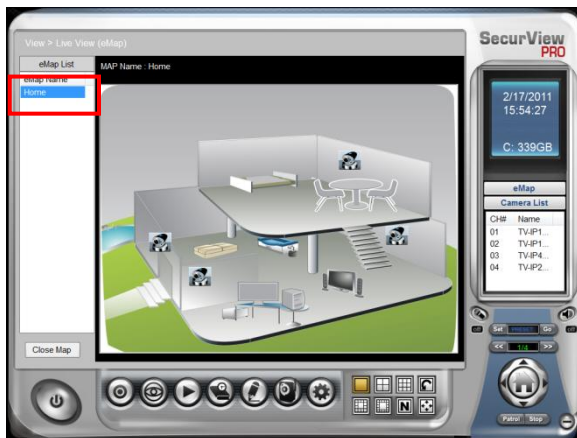 View > Live View (eMap)
SecurView
PRO
eMap List
MAP Name : Home
eMap Name
Home
2/17/2011
15:54:27
C: 339GB
eMap
Camera List
CH# Name
01 TV-IP1...
02 TV-IP1...
03 TV-IP4...
04 TV-IP2...
Set PRESET Go
<< 1/4 >>
Close Map
N
Patrol Stop